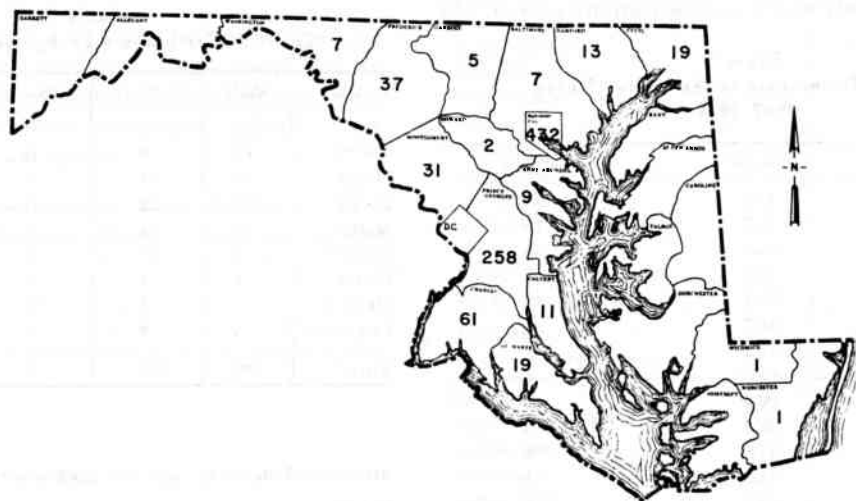 GARRETT
ALLEGANY
WASHINGTON
7
FREDERICK
37
CARROLL
5
BALTIMORE
7
HARFORD
13
CECIL
19
KENT
432
HOWARD
2
MONTGOMERY
31
ANNE ARUNDEL
9
QUEEN ANNES
CAROLINE
TALBOT
PRINCE
GEORGES
258
D.C.
-N-
CALVERT
11
CHARLES
61
ST MARYS
19
DORCHESTER
WICOMICO
1
WORCESTER
1
SOMERSET